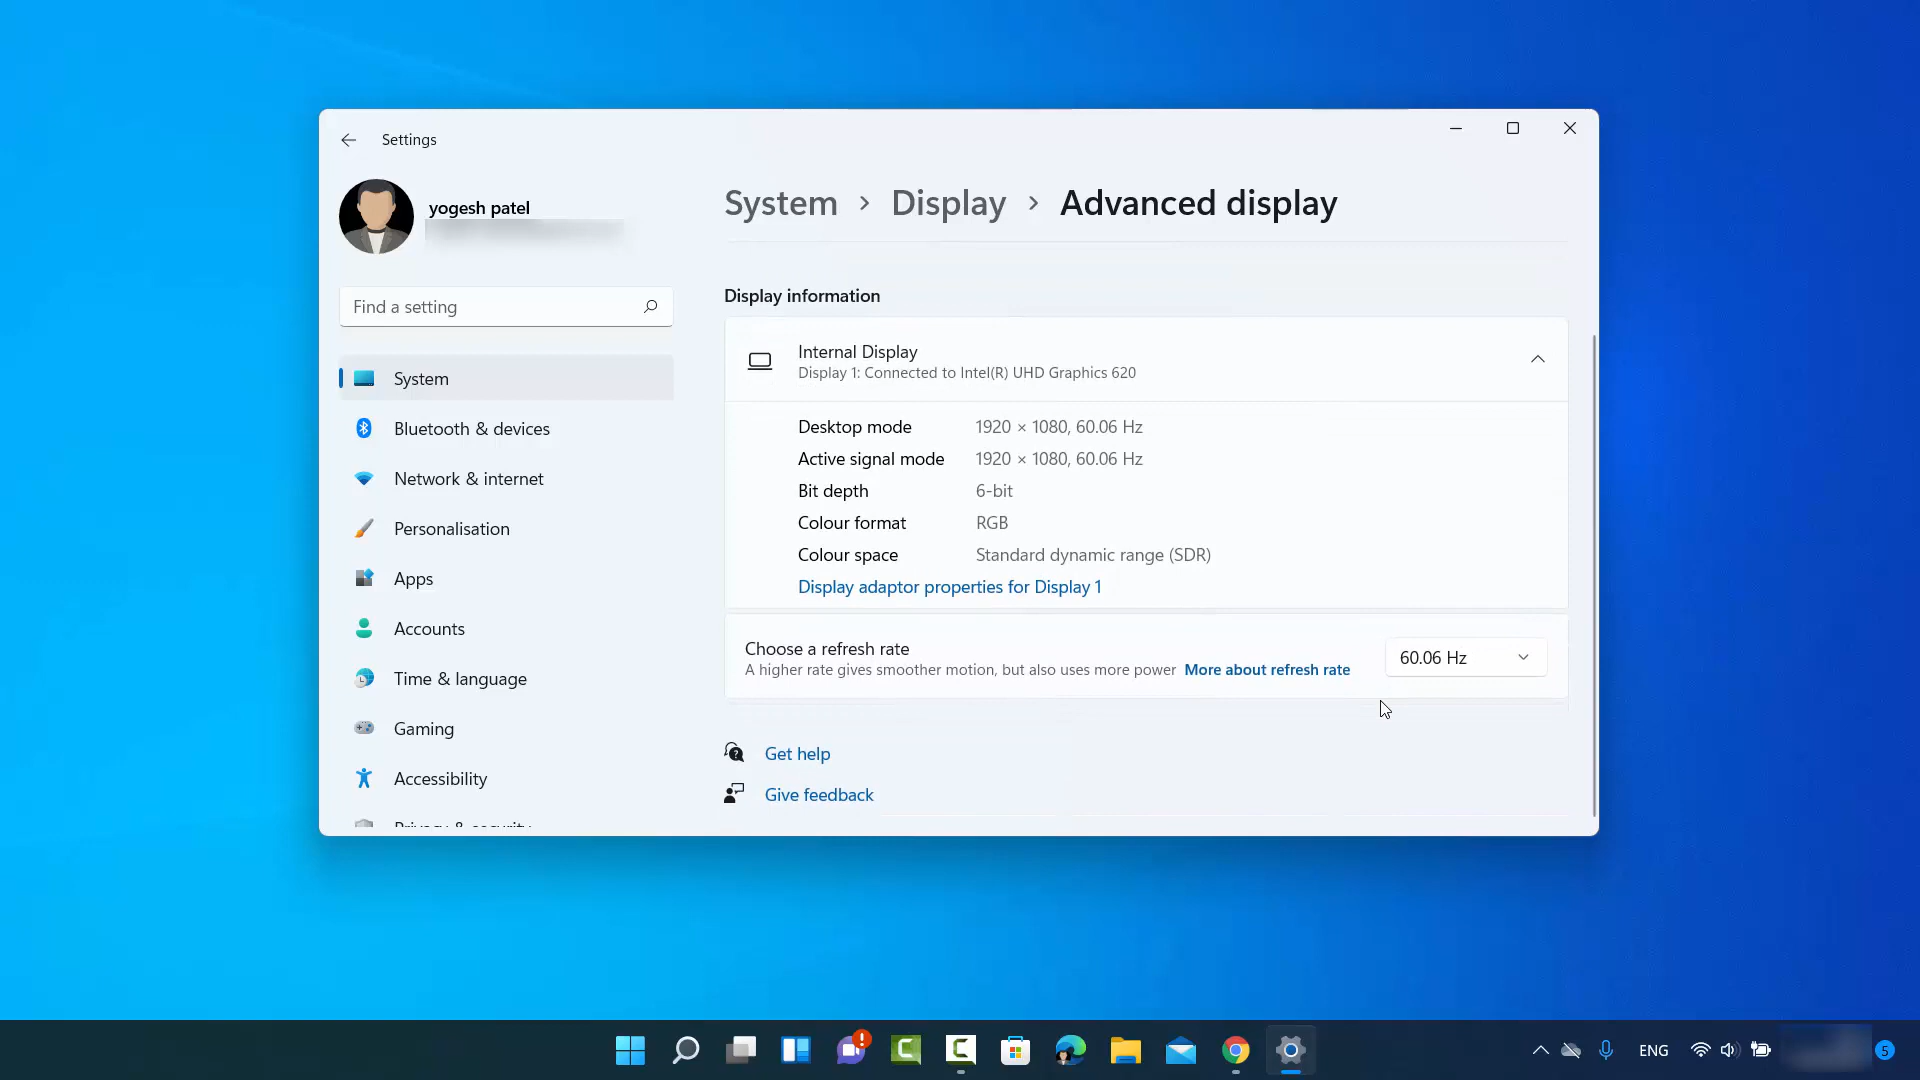 Settings
yogesh patel
Find a setting
System
Bluetooth & devices
Network & internet
Personalisation
Apps
Accounts
Time & language
Gaming
Accessibility
Privacy & security
System > Display > Advanced display
Display information
Internal Display
Display 1: Connected to Intel(R) UHD Graphics 620
Desktop mode 1920 × 1080, 60.06 Hz
Active signal mode 1920 × 1080, 60.06 Hz
Bit depth 6-bit
Colour format RGB
Colour space Standard dynamic range (SDR)
Display adaptor properties for Display 1
Choose a refresh rate
A higher rate gives smoother motion, but also uses more power More about refresh rate
60.06 Hz
Get help
Give feedback
ENG
5